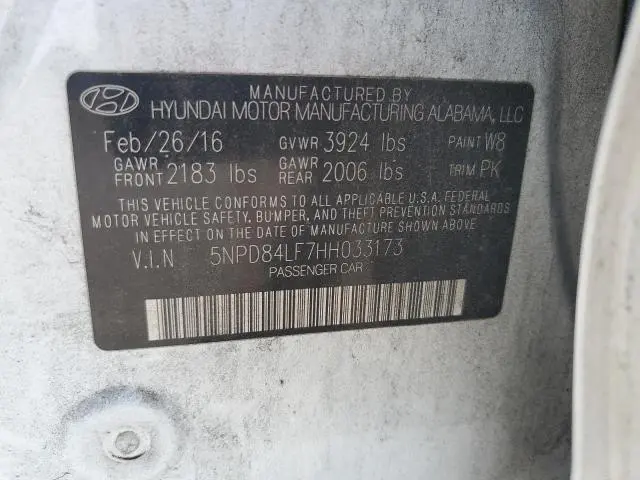 MANUFACTURED BY
HYUNDAI MOTOR MANUFACTURING ALABAMA, LLC
Feb/26/16 GVWR 3924 lbs PAINT W8
GAWR FRONT 2183 lbs GAWR REAR 2006 lbs TRIM PK
THIS VEHICLE CONFORMS TO ALL APPLICABLE U.S.A. FEDERAL
MOTOR VEHICLE SAFETY, BUMPER, AND THEFT PREVENTION STANDARDS
IN EFFECT ON THE DATE OF MANUFACTURE SHOWN ABOVE.
V.I.N 5NPD84LF7HH033173
PASSENGER CAR